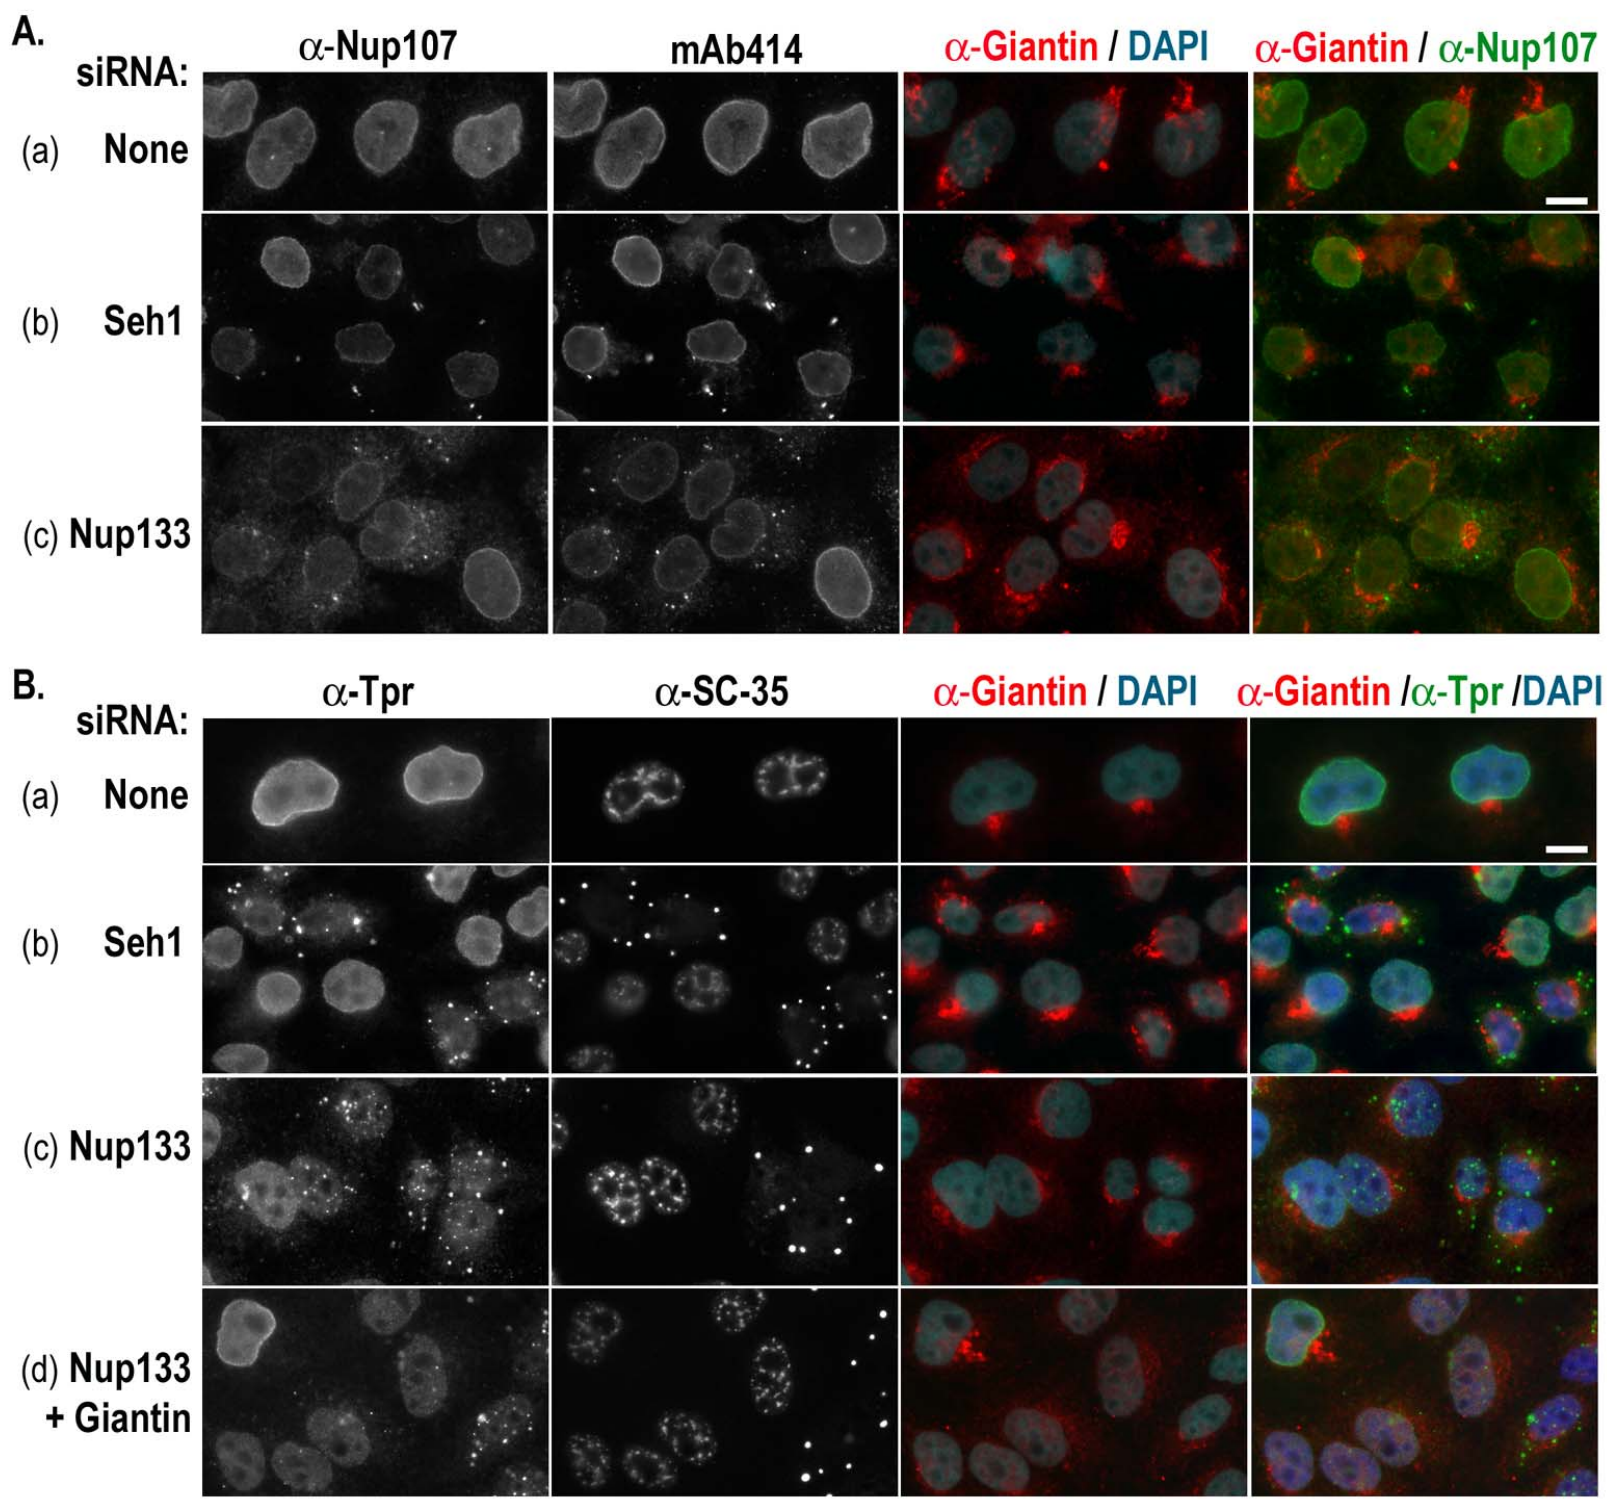 A.
siRNA:
α-Nup107
mAb414
α-Giantin / DAPI
α-Giantin / α-Nup107
(a) None
(b) Seh1
(c) Nup133
B.
siRNA:
α-Tpr
α-SC-35
α-Giantin / DAPI
α-Giantin /α-Tpr /DAPI
(a) None
(b) Seh1
(c) Nup133
(d) Nup133
+ Giantin